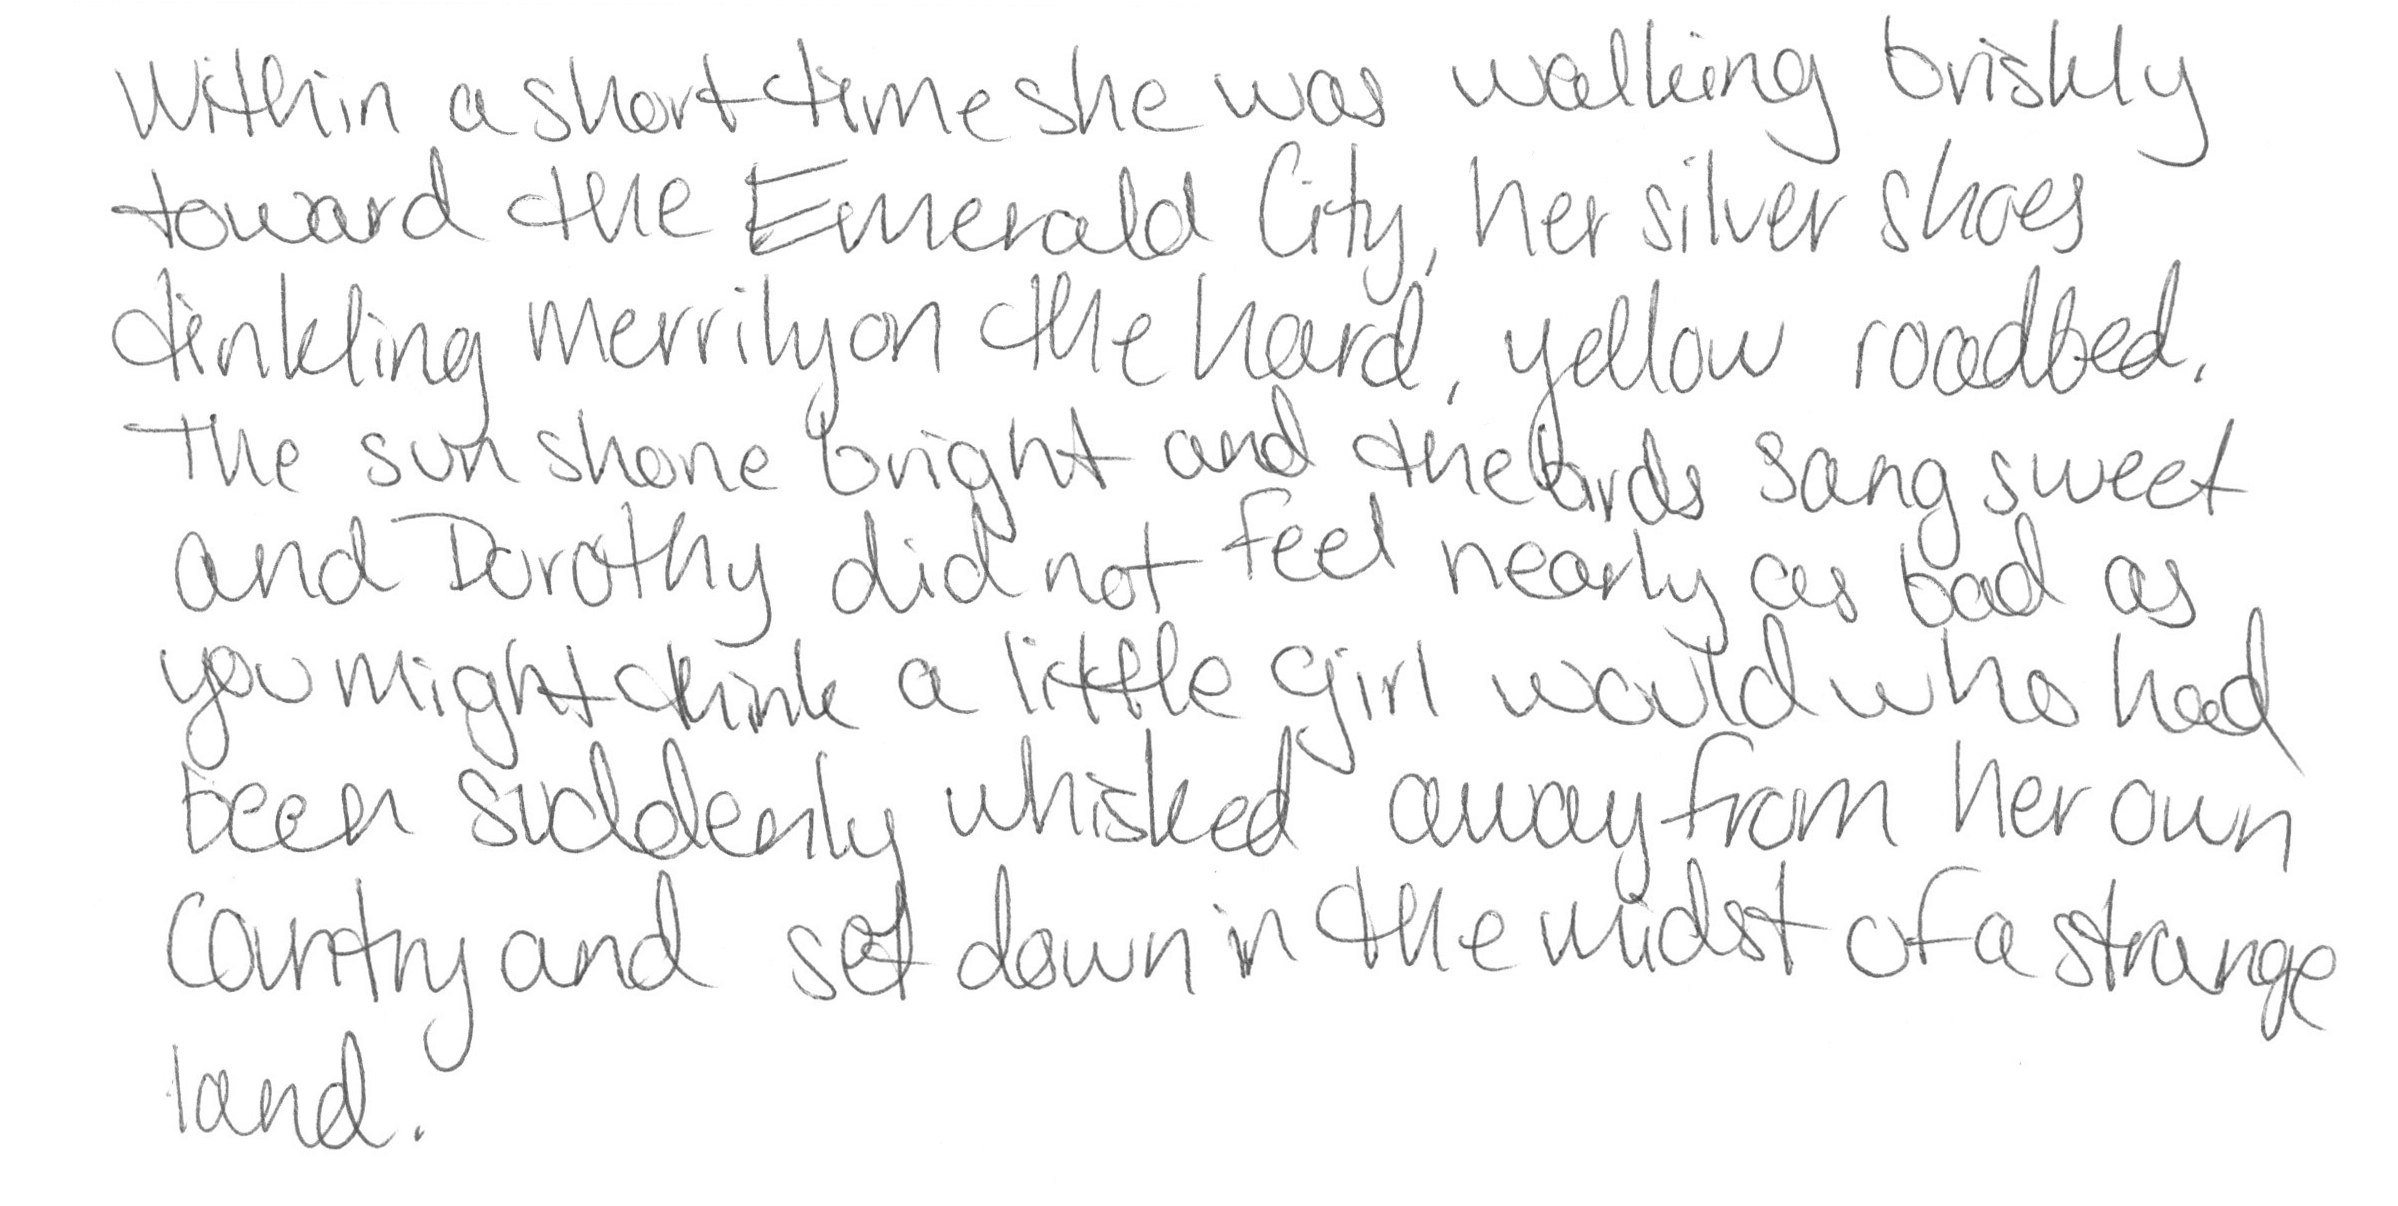 Within a short time she was walking briskly
toward the Emerald City, her silver shoes
tinkling merrily on the hard, yellow roadbed.
The sun shone bright and the birds sang sweet
and Dorothy did not feel nearly as bad as
you might think a little girl would who had
been suddenly whisked away from her own
country and set down in the midst of a strange
land.